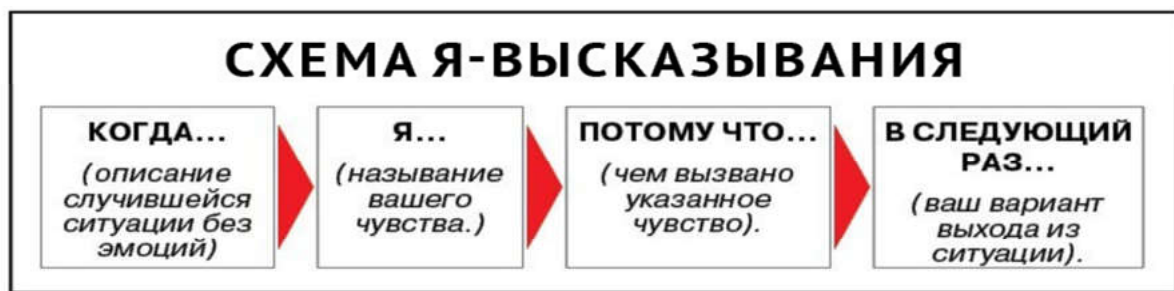 СХЕМА Я-ВЫСКАЗЫВАНИЯ
КОГДА...
(описание
случившейся
ситуации без
эмоций)
Я...
(называние
вашего
чувства.)
ПОТОМУ ЧТО...
(чем вызвано
указанное
чувство).
В СЛЕДУЮЩИЙ
РАЗ...
(ваш вариант
выхода из
ситуации).